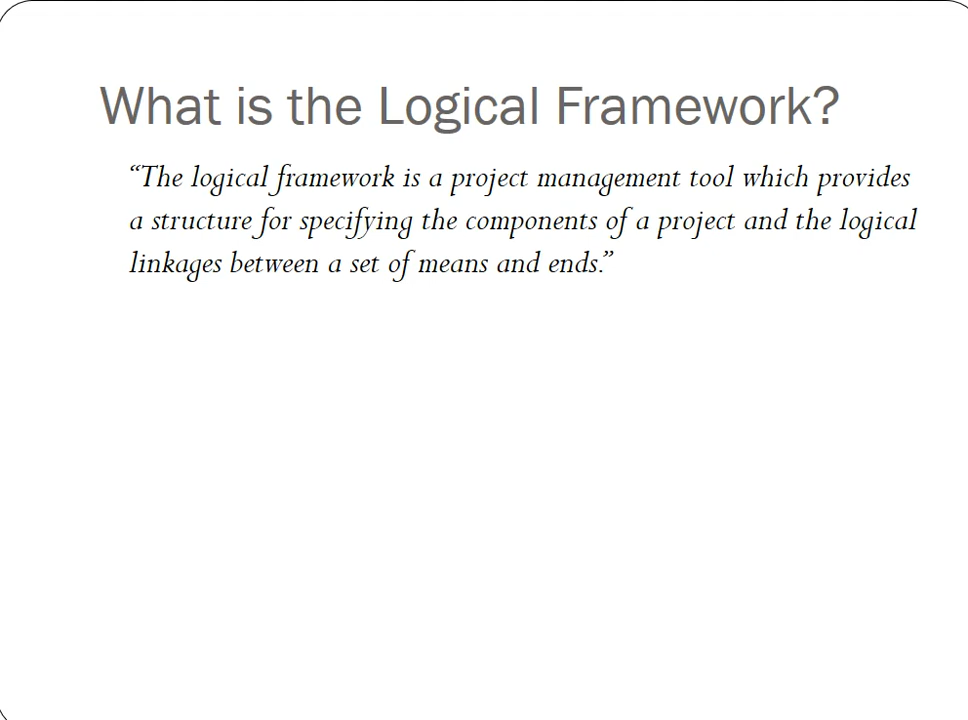 What is the Logical Framework?
“The logical framework is a project management tool which provides
a structure for specifying the components of a project and the logical
linkages between a set of means and ends.”